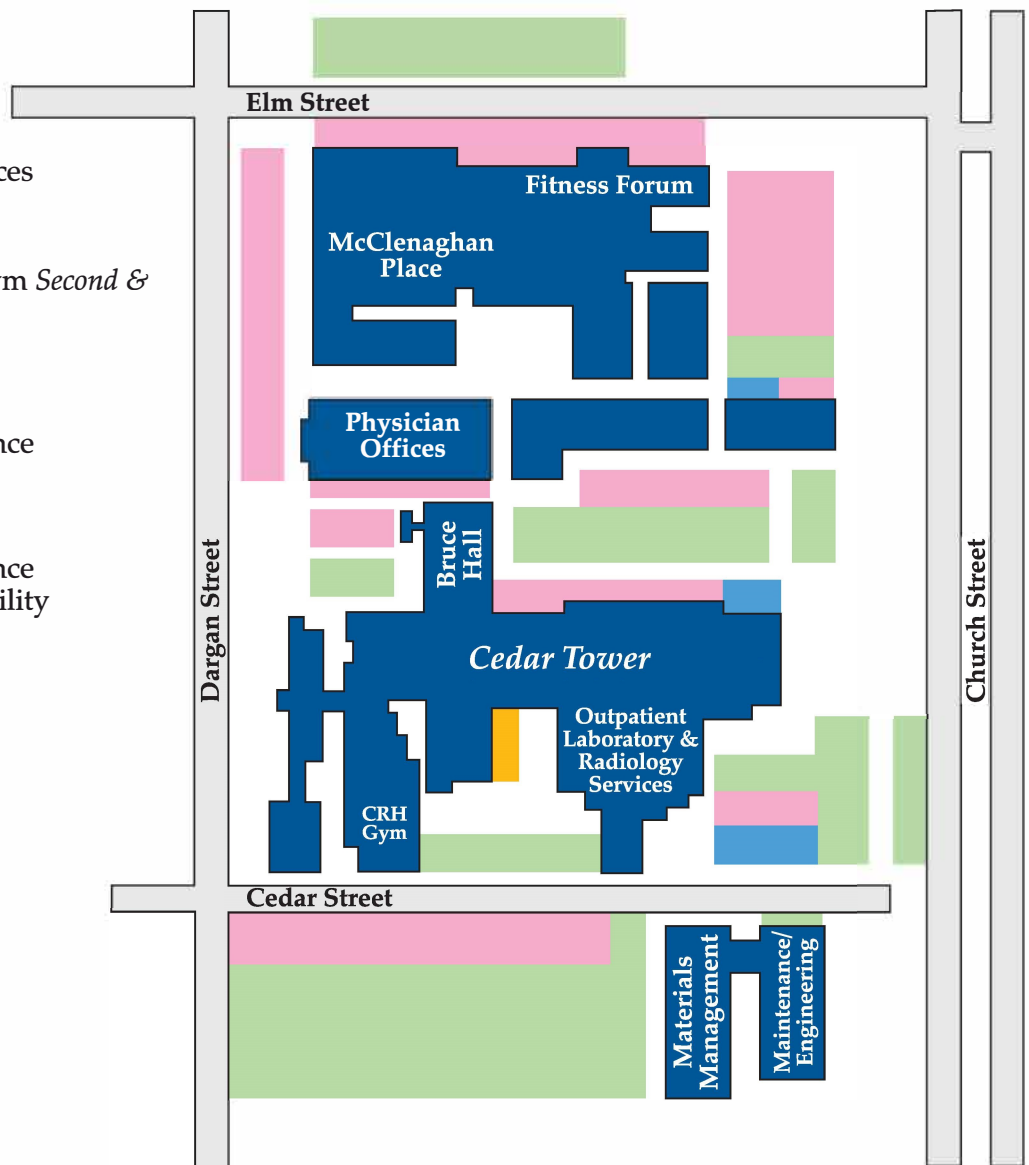 Elm Street
ces
Fitness Forum
McClenaghan
Place
m Second &
Physician
Offices
nce
Bruce
Hall
nce
ility
Dargan Street
Church Street
Cedar Tower
Outpatient
Laboratory &
Radiology
Services
CRH
Gym
Cedar Street
Materials
Management
Maintenance/
Engineering